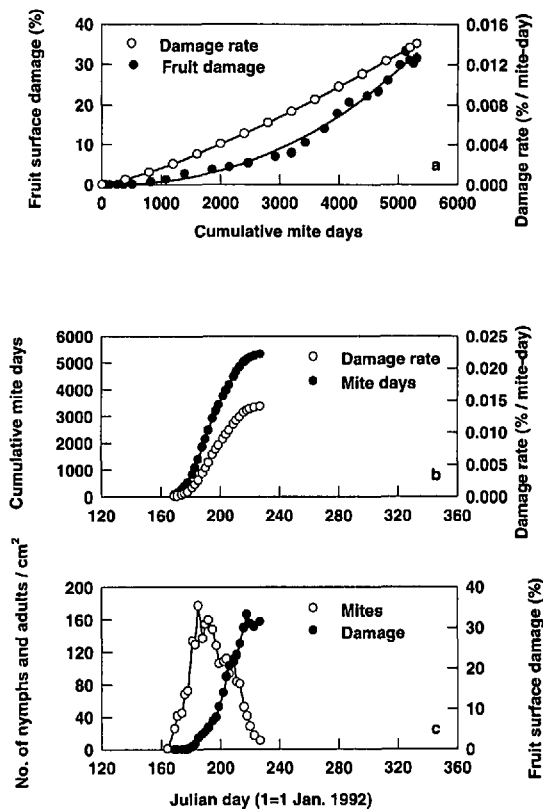 Fruit surface damage (%)
40
30
20
10
0
Damage rate
Fruit damage
a
0.016
0.012
0.008
0.004
0.000
Damage rate (% / mite-day)
0 1000 2000 3000 4000 5000 6000
Cumulative mite days
Cumulative mite days
6000
5000
4000
3000
2000
1000
0
Damage rate
Mite days
b
0.025
0.020
0.015
0.010
0.005
0.000
Damage rate (% / mite-day)
120 160 200 240 280 320 360
No. of nymphs and adults / cm²
200
160
120
80
40
0
Mites
Damage
c
40
30
20
10
0
Fruit surface damage (%)
120 160 200 240 280 320 360
Julian day (1=1 Jan. 1992)